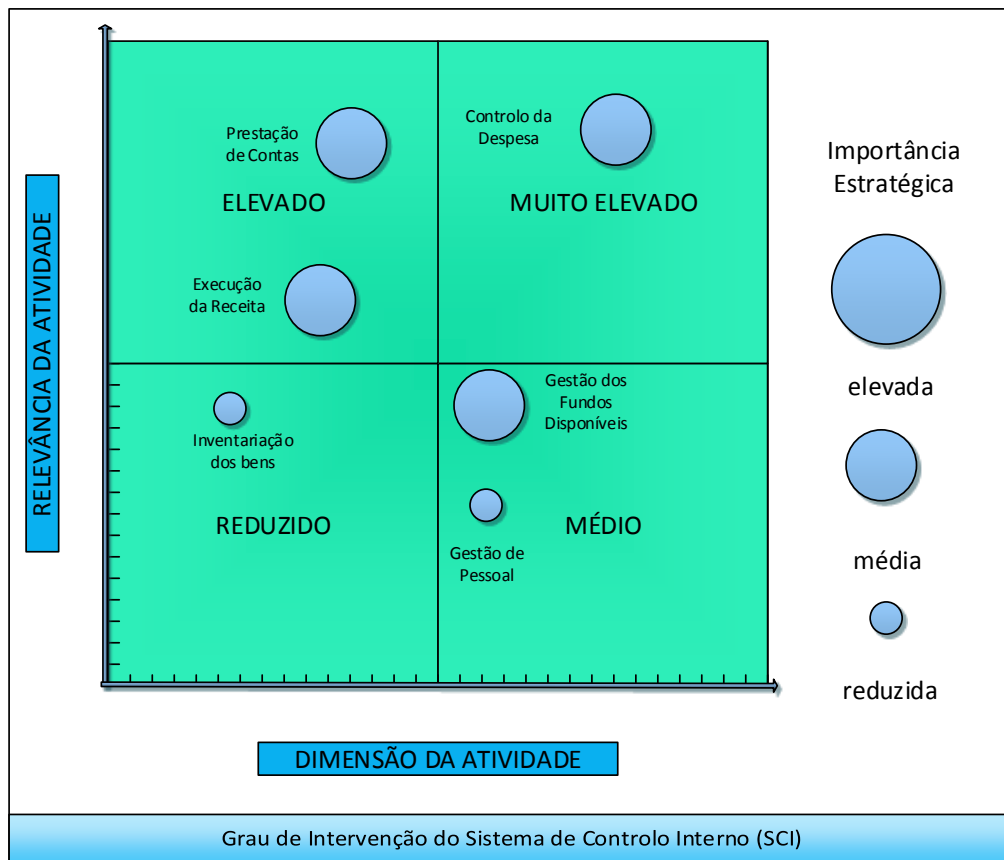 RELEVÂNCIA DA ATIVIDADE
Prestação
de Contas
ELEVADO
Execução
da Receita
Controlo da
Despesa
MUITO ELEVADO
Inventariação
dos bens
REDUZIDO
Gestão dos
Fundos
Disponíveis
MÉDIO
Gestão de
Pessoal
Importância
Estratégica
elevada
média
reduzida
DIMENSÃO DA ATIVIDADE
Grau de Intervenção do Sistema de Controlo Interno (SCI)